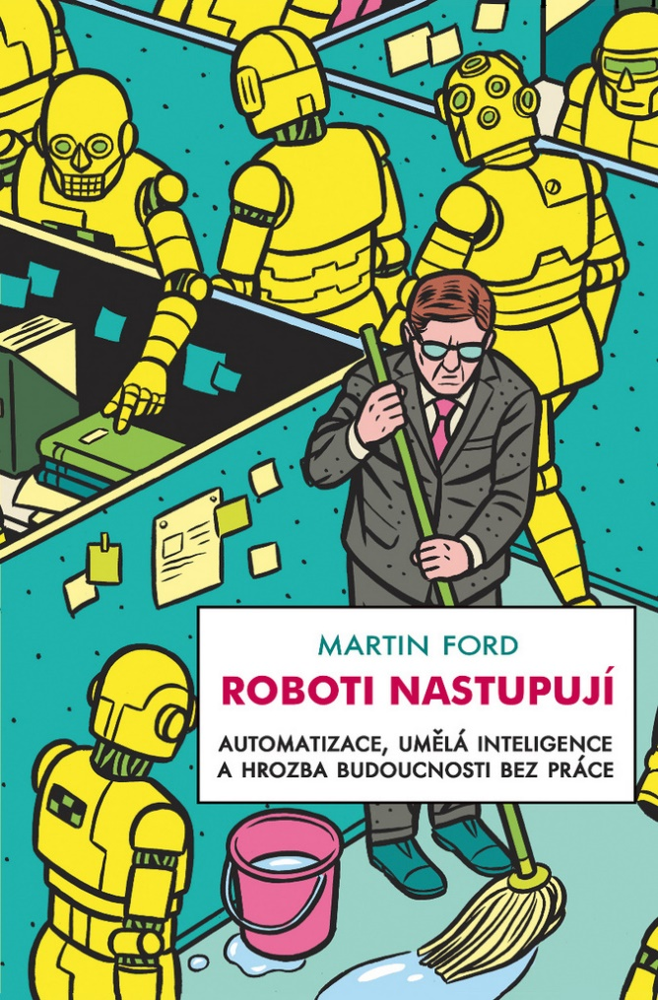 MARTIN FORD
ROBOTI NASTUPUJÍ
AUTOMATIZACE, UMĚLÁ INTELIGENCE
A HROZBA BUDOUCNOSTI BEZ PRÁCE